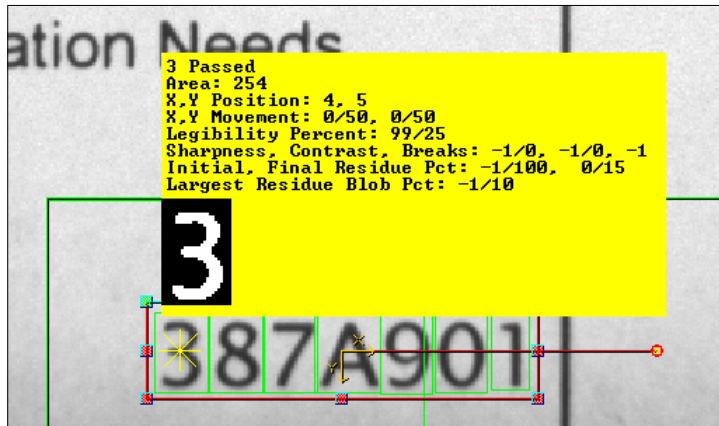 ation Needs
3 Passed
Area: 254
X,Y Position: 4, 5
X,Y Movement: 0/50, 0/50
Legibility Percent: 99/25
Sharpness, Contrast, Breaks: -1/0, -1/0, -1
Initial, Final Residue Pct: -1/100,  0/15
Largest Residue Blob Pct: -1/10
3
387A901
X
Y